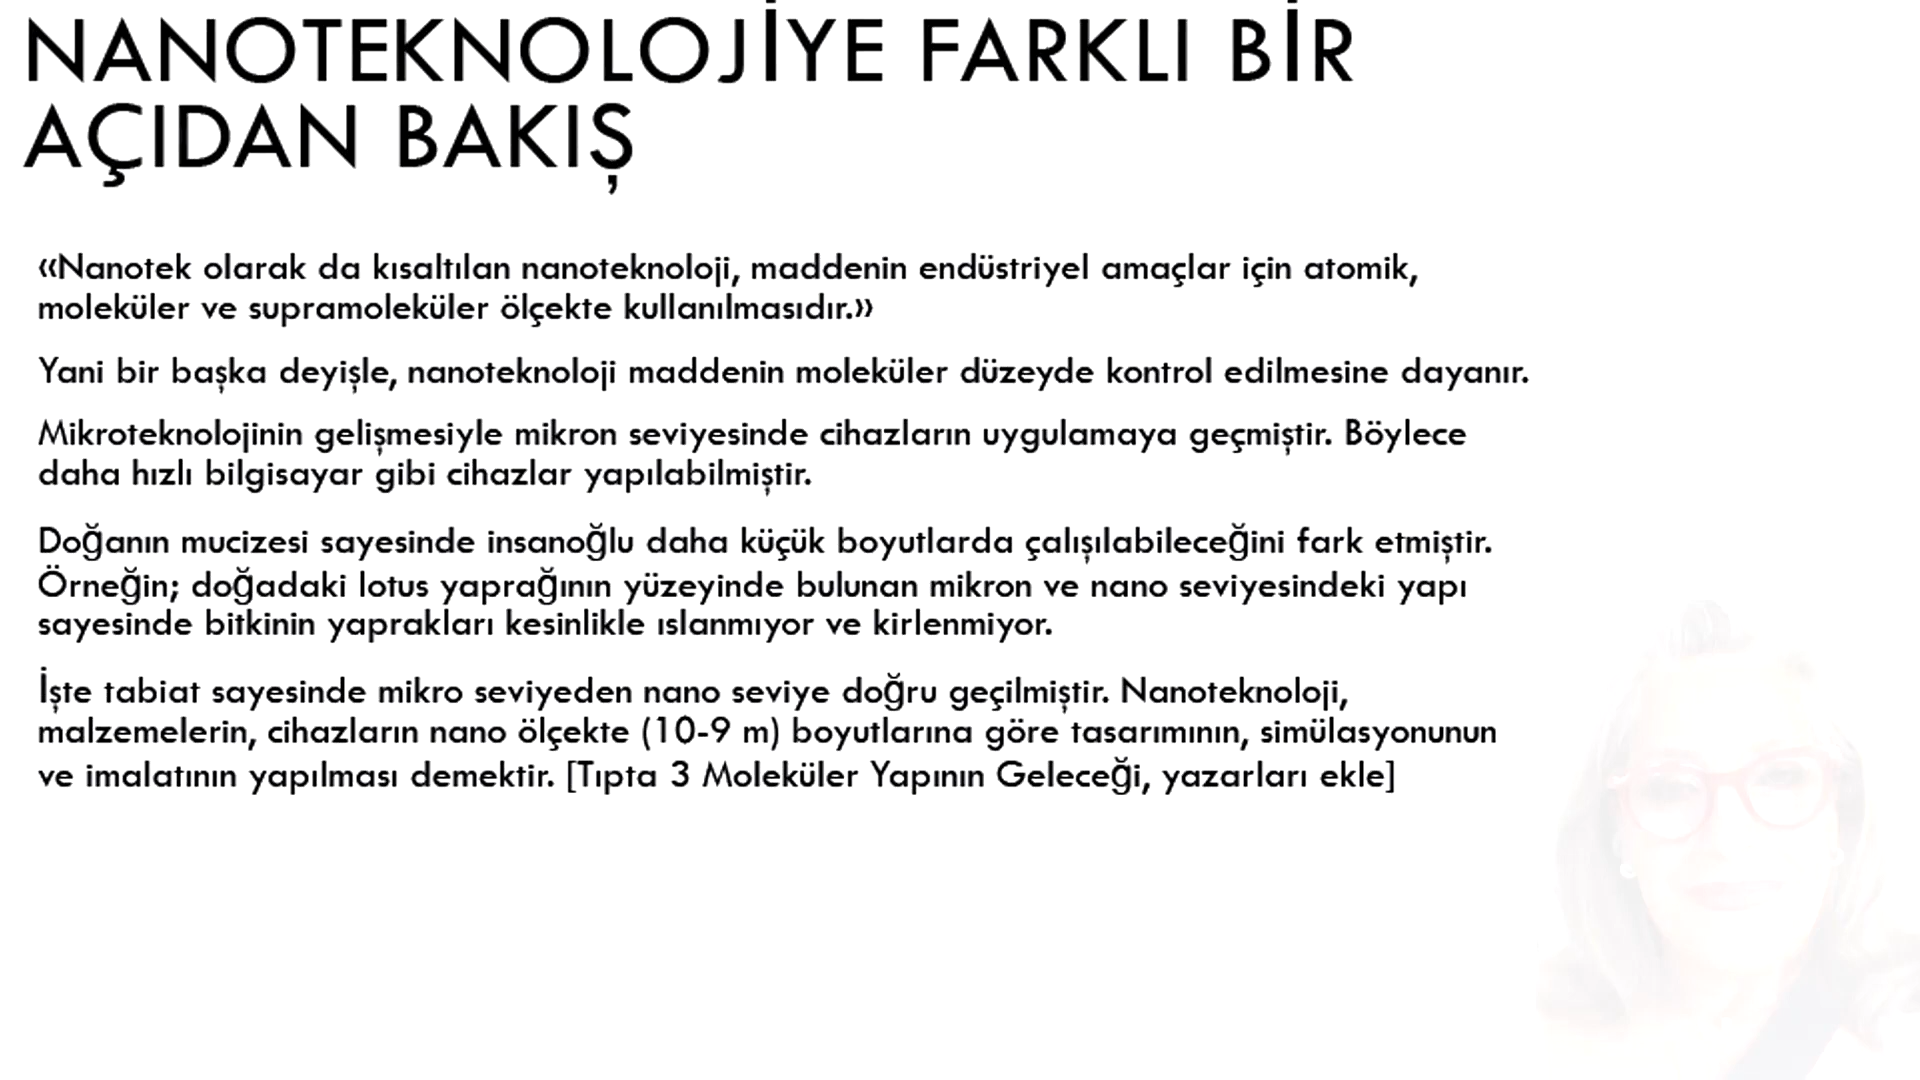 NANOTEKNOLOJİYE FARKLI BİR
AÇIDAN BAKIŞ
«Nanotek olarak da kısaltılan nanoteknoloji, maddenin endüstriyel amaçlar için atomik,
moleküler ve supramoleküler ölçekte kullanılmasıdır.»
Yani bir başka deyişle, nanoteknoloji maddenin moleküler düzeyde kontrol edilmesine dayanır.
Mikroteknolojinin gelişmesiyle mikron seviyesinde cihazların uygulamaya geçmiştir. Böylece
daha hızlı bilgisayar gibi cihazlar yapılabilmiştir.
Doğanın mucizesi sayesinde insanoğlu daha küçük boyutlarda çalışılabileceğini fark etmiştir.
Örneğin; doğadaki lotus yaprağının yüzeyinde bulunan mikron ve nano seviyesindeki yapı
sayesinde bitkinin yaprakları kesinlikle ıslanmıyor ve kirlenmiyor.
İşte tabiat sayesinde mikro seviyeden nano seviye doğru geçilmiştir. Nanoteknoloji,
malzemelerin, cihazların nano ölçekte (10-9 m) boyutlarına göre tasarımının, simülasyonunun
ve imalatının yapılması demektir. [Tıpta 3 Moleküler Yapının Geleceği, yazarları ekle]